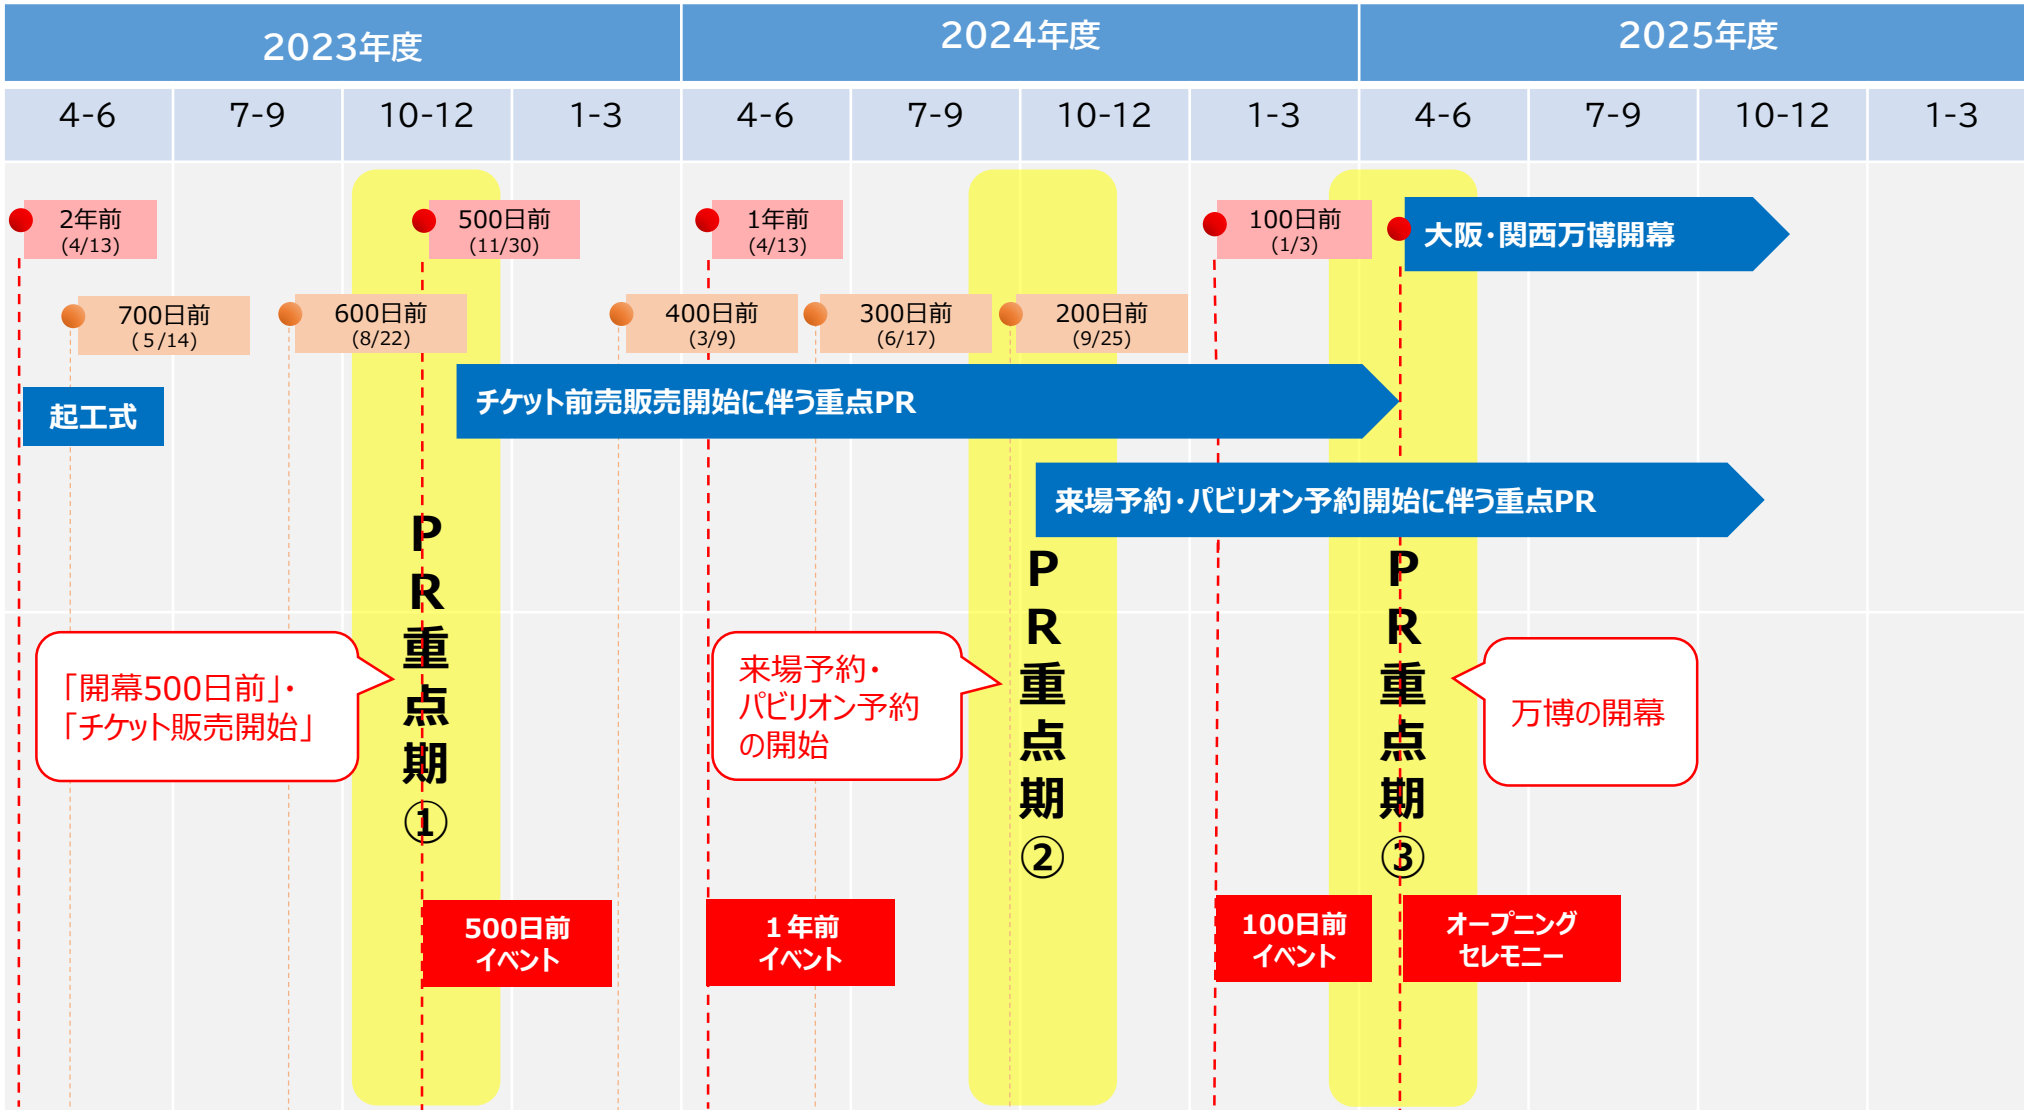 2023年度
2024年度
2025年度
4-6
7-9
10-12
1-3
4-6
7-9
10-12
1-3
4-6
7-9
10-12
1-3
2年前
(4/13)
500日前
(11/30)
1年前
(4/13)
100日前
(1/3)
大阪・関西万博開幕
700日前
(5/14)
600日前
(8/22)
400日前
(3/9)
300日前
(6/17)
200日前
(9/25)
起工式
チケット前売販売開始に伴う重点PR
来場予約・パビリオン予約開始に伴う重点PR
PR重点期①
PR重点期②
PR重点期③
「開幕500日前」・
「チケット販売開始」
来場予約・
パビリオン予約
の開始
万博の開幕
500日前
イベント
１年前
イベント
100日前
イベント
オープニング
セレモニー